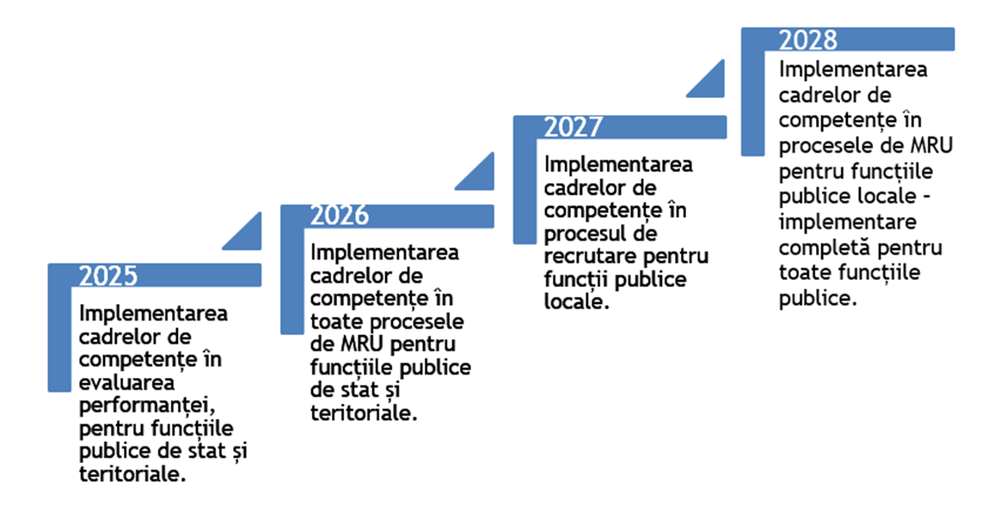 2025
Implementarea
cadrelor de
competențe în
evaluarea
performanței,
pentru funcțiile
publice de stat și
teritoriale.
2026
Implementarea
cadrelor de
competențe în
toate procesele
de MRU pentru
funcțiile publice
de stat și
teritoriale.
2027
Implementarea
cadrelor de
competențe în
procesul de
recrutare pentru
funcții publice
locale.
2028
Implementarea
cadrelor de
competențe în
procesele de MRU
pentru funcțiile
publice locale –
implementare
completă pentru
toate funcțiile
publice.